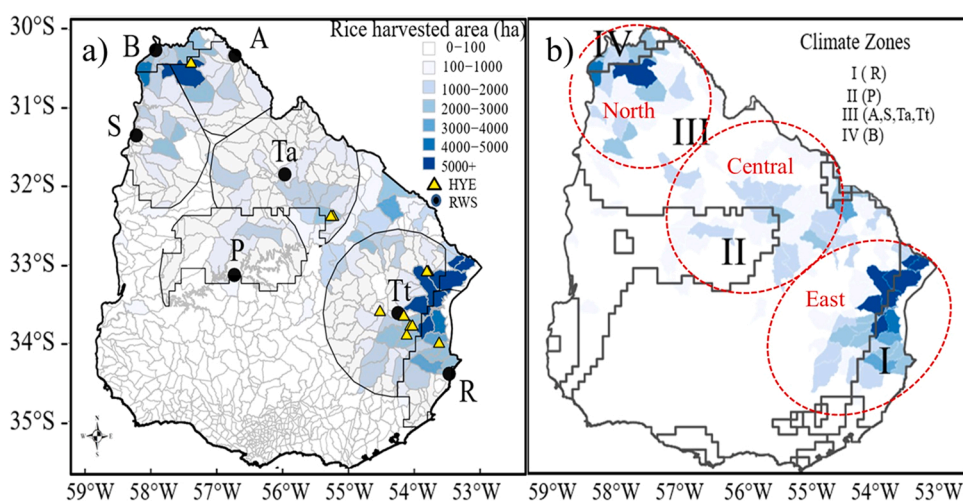 30°S
31°S
32°S
33°S
34°S
35°S
a)
B
A
S
Ta
P
Tt
R
Rice harvested area (ha)
0-100
100-1000
1000-2000
2000-3000
3000-4000
4000-5000
5000+
HYE
RWS
N
W E
S
59°W 58°W 57°W 56°W 55°W 54°W 53°W
b)
IV
North
III
Central
II
East
I
Climate Zones
I (R)
II (P)
III (A,S,Ta,Tt)
IV (B)
59°W 58°W 57°W 56°W 55°W 54°W 53°W